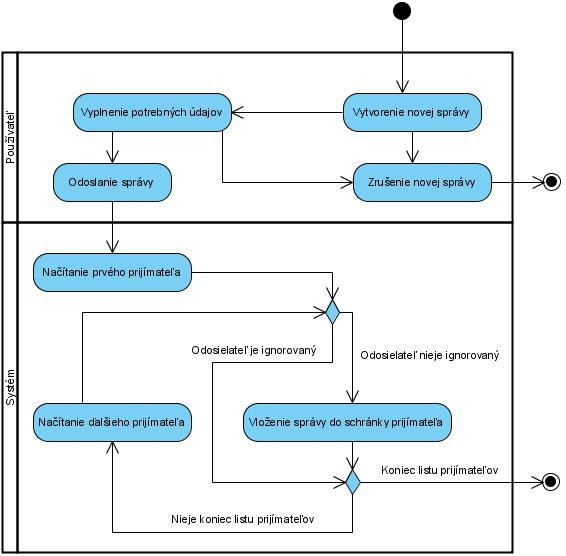 Používateľ
Vyplnenie potrebných údajov
Vytvorenie novej správy
Odoslanie správy
Zrušenie novej správy
Systém
Načítanie prvého prijímateľa
Odosielateľ je ignorovaný
Odosielateľ nieje ignorovaný
Načítanie dalšieho prijímateľa
Vloženie správy do schránky prijímateľa
Koniec listu prijímateľov
Nieje koniec listu prijímateľov